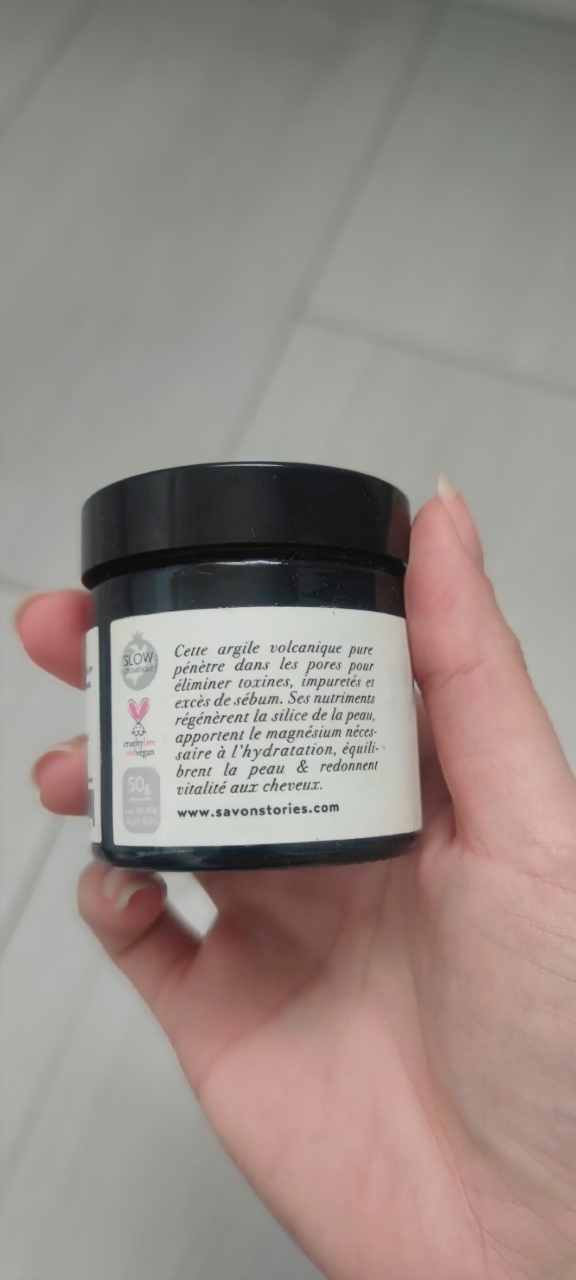 SLOW
COSMÉTIQUE
crueltyfree
andvegan
50g
Cette argile volcanique pure
pénètre dans les pores pour
éliminer toxines, impuretés et
excès de sébum. Ses nutriments
régénèrent la silice de la peau,
apportent le magnésium néces-
saire à l'hydratation, équili-
brent la peau & redonnent
vitalité aux cheveux.
www.savonstories.com